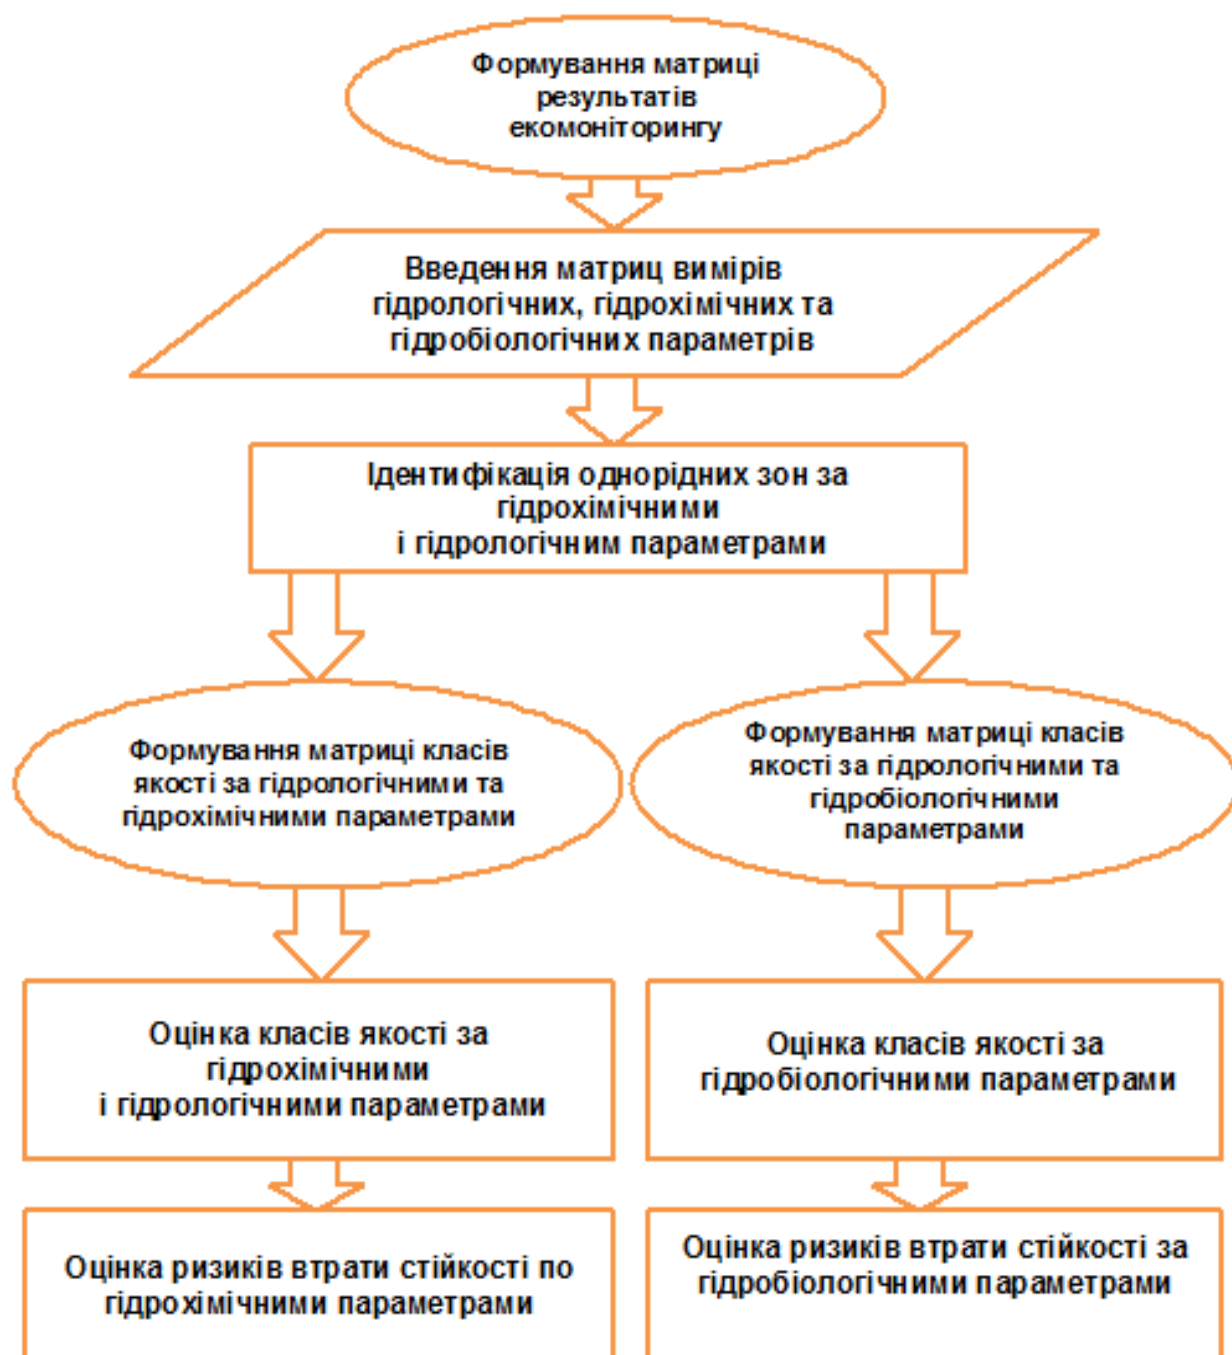 Формування матриці
результатів
екомоніторингу
Введення матриц вимірів
гідрологічних, гідрохімічних та
гідробіологічних параметрів
Ідентифікація однорідних зон за
гідрохімічними
і гідрологічним параметрами
Формування матриці класів
якості за гідрологічними та
гідрохімічними параметрами
Формування матриці класів
якості за гідрологічними та
гідробіологічними
параметрами
Оцінка класів якості за
гідрохімічними
і гідрологічними параметрами
Оцінка класів якості за
гідробіологічними параметрами
Оцінка ризиків втрати стійкості по
гідрохімічними параметрами
Оцінка ризиків втрати стійкості за
гідробіологічними параметрами